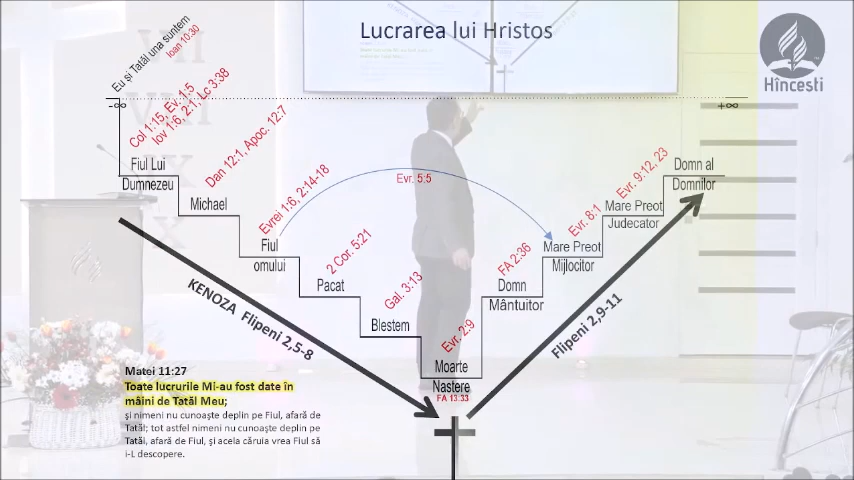 Lucrarea lui Hristos
Hîncesti
Eu și Tatăl una suntem
Ioan 10:30
-∞
+∞
Col 1:15, Ev. 1:5
Iov 1:6, 2:1, Lc 3:38
Fiul Lui
Dumnezeu
Dan 12:1, Apoc. 12:7
Michael
Evrei 1:6, 2:14-18
Fiul
omului
Evr. 5:5
2 Cor. 5:21
Pacat
Gal. 3:13
Blestem
Evr. 2:9
Moarte
Nastere
FA 13:33
FA 2:36
Domn
Mântuitor
Evr. 8:1
Mare Preot
Mijlocitor
Evr. 9:12, 23
Mare Preot
Judecator
Domn al
Domnilor
KENOZA Flipeni 2,5-8
Flipeni 2,9-11
Matei 11:27
Toate lucrurile Mi-au fost date în
mâini de Tatăl Meu;
și nimeni nu cunoaște deplin pe Fiul, afară de
Tatăl; tot astfel nimeni nu cunoaște deplin pe
Tatăl, afară de Fiul, și acela căruia vrea Fiul să
i-L descopere.